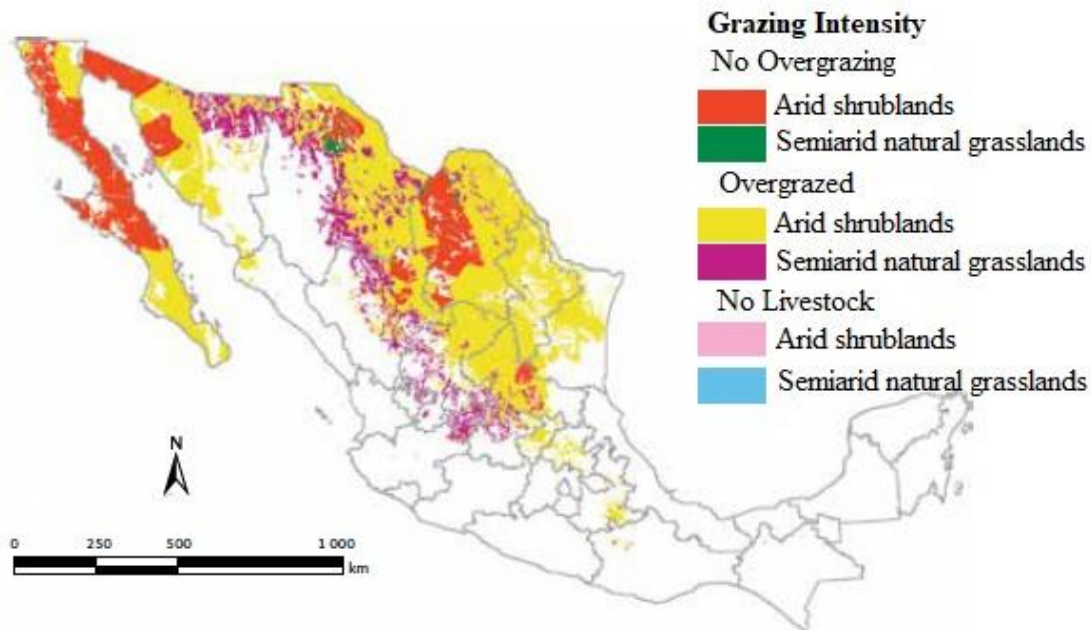 Grazing Intensity
No Overgrazing
Arid shrublands
Semiarid natural grasslands
Overgrazed
Arid shrublands
Semiarid natural grasslands
No Livestock
Arid shrublands
Semiarid natural grasslands
N
0 250 500 1 000
km